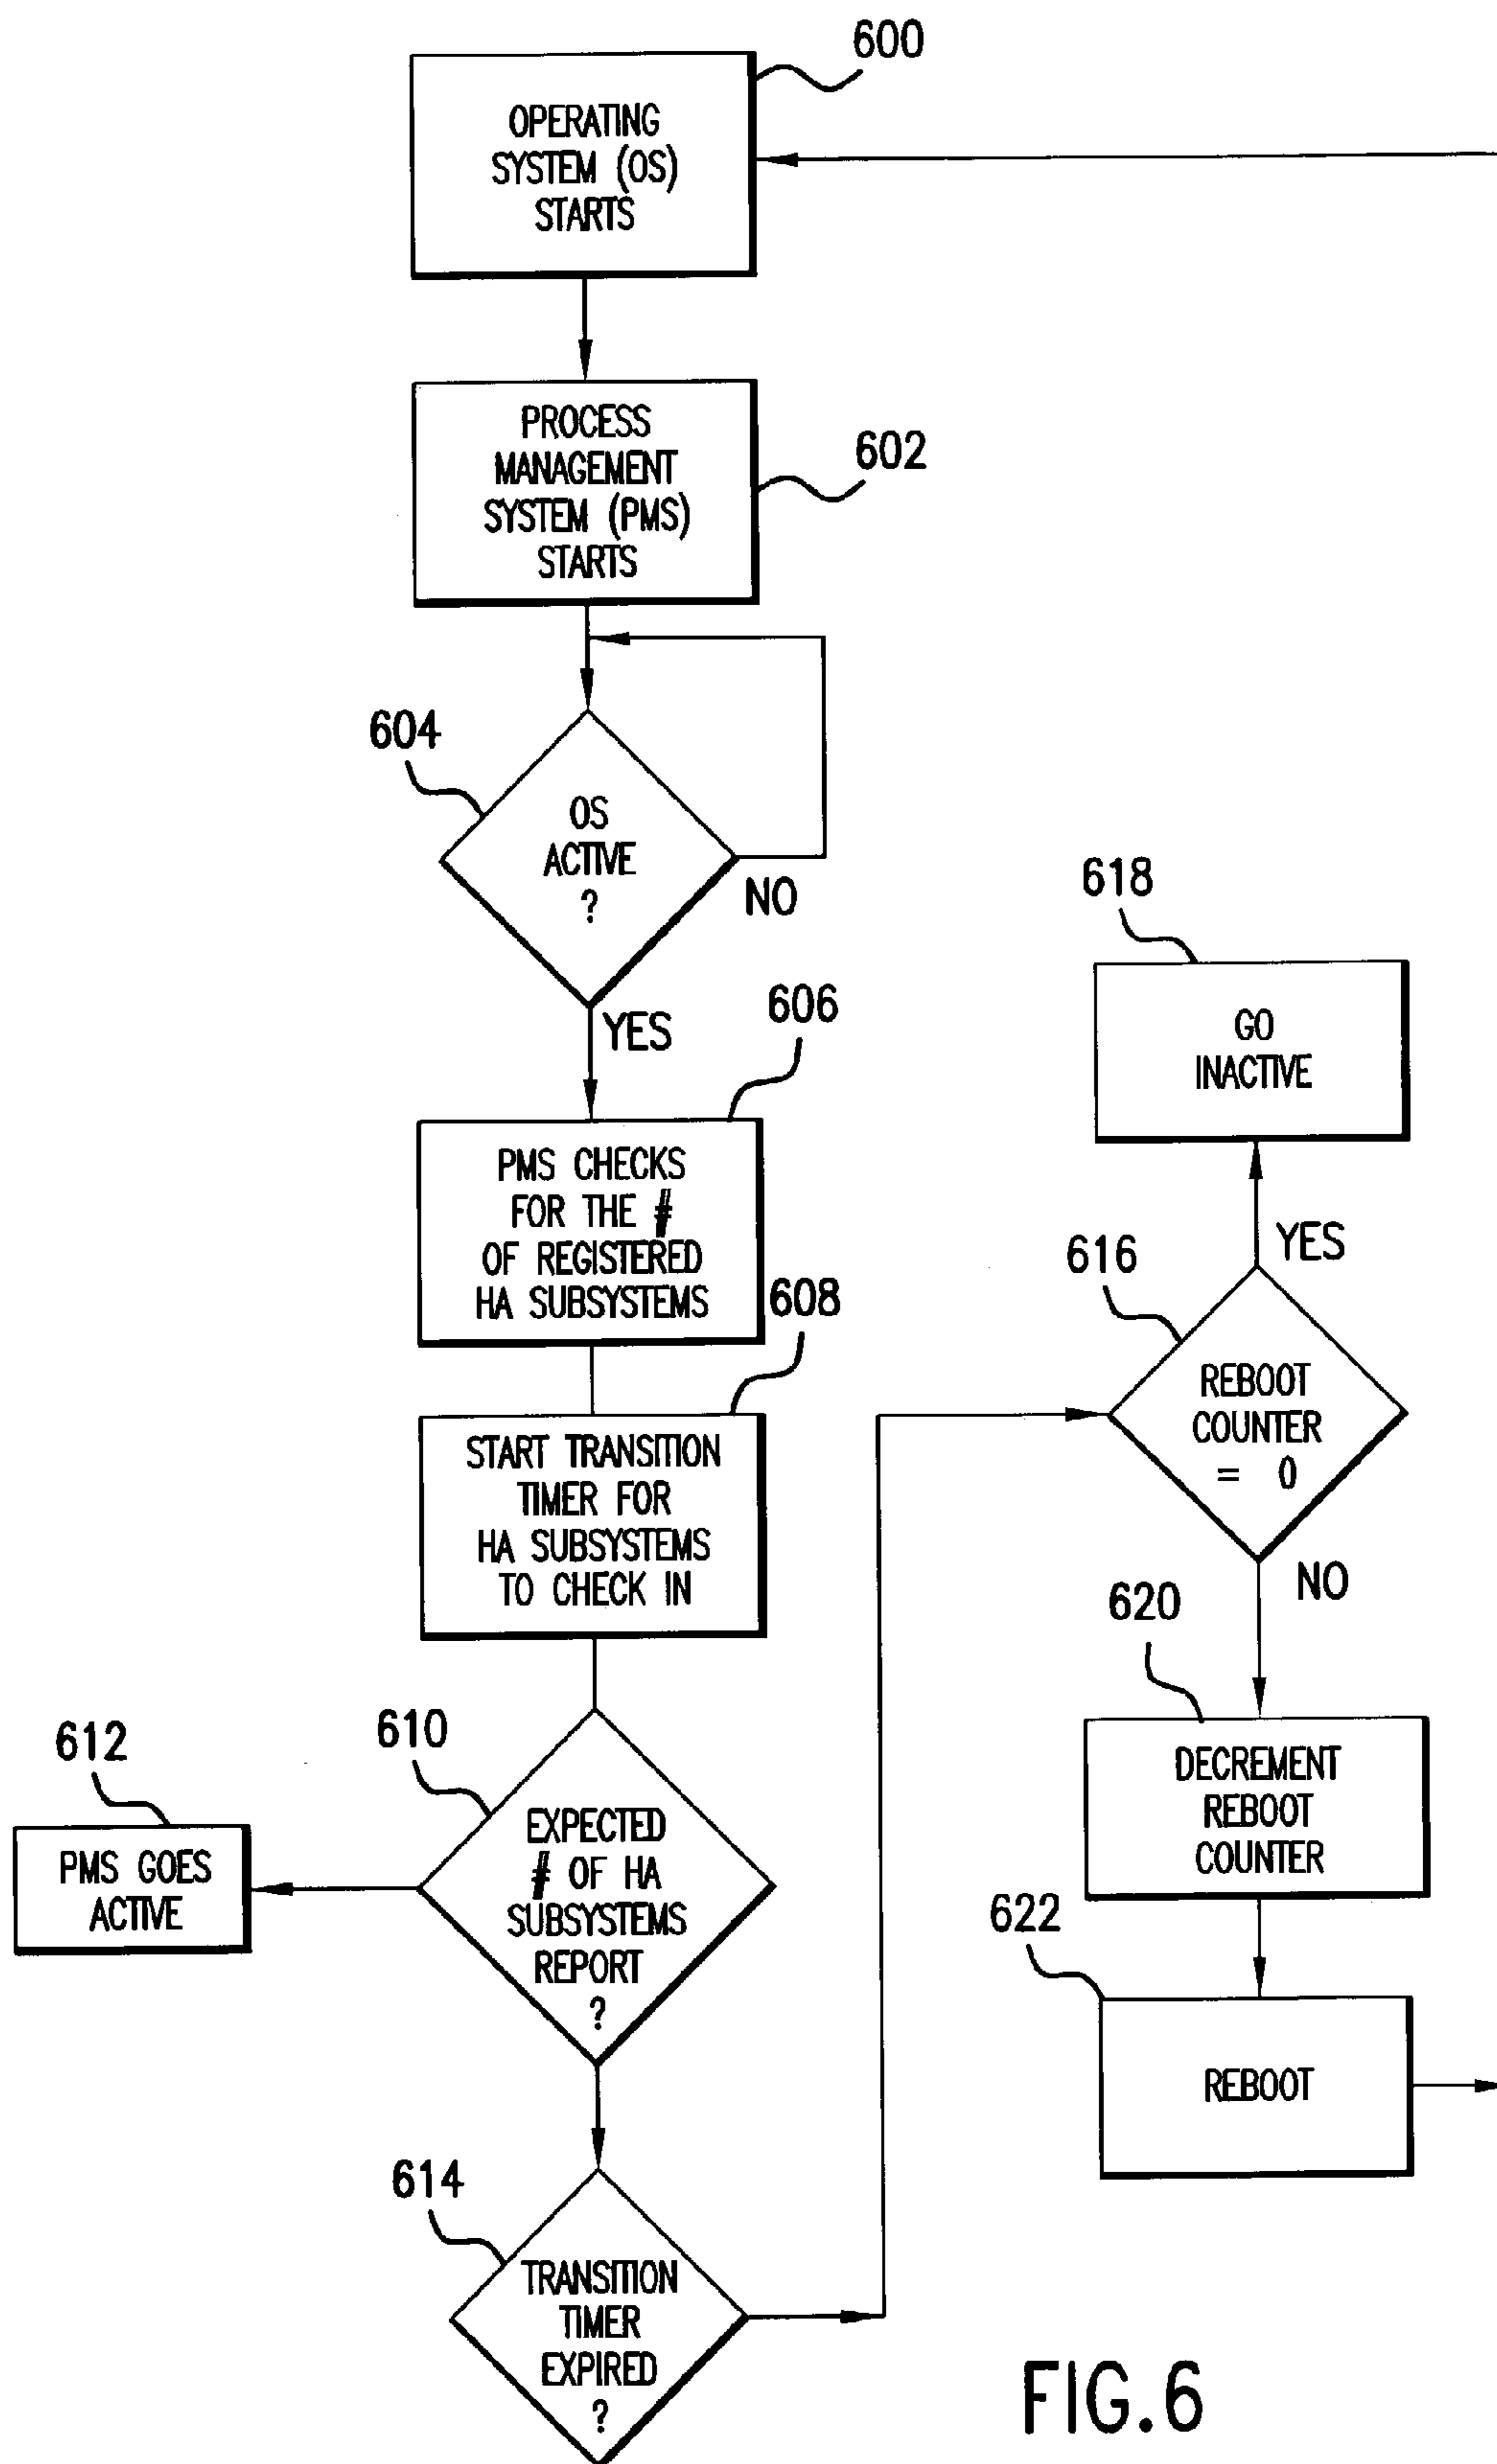 600
OPERATING
SYSTEM (OS)
STARTS
602
PROCESS
MANAGEMENT
SYSTEM (PMS)
STARTS
604
OS
ACTIVE
?
NO
YES
606
PMS CHECKS
FOR THE #
OF REGISTERED
HA SUBSYSTEMS
608
START TRANSITION
TIMER FOR
HA SUBSYSTEMS
TO CHECK IN
610
EXPECTED
# OF HA
SUBSYSTEMS
REPORT
?
612
PMS GOES
ACTIVE
614
TRANSITION
TIMER
EXPIRED
?
616
REBOOT
COUNTER
= 0
YES
618
GO
INACTIVE
NO
620
DECREMENT
REBOOT
COUNTER
622
REBOOT
FIG.6